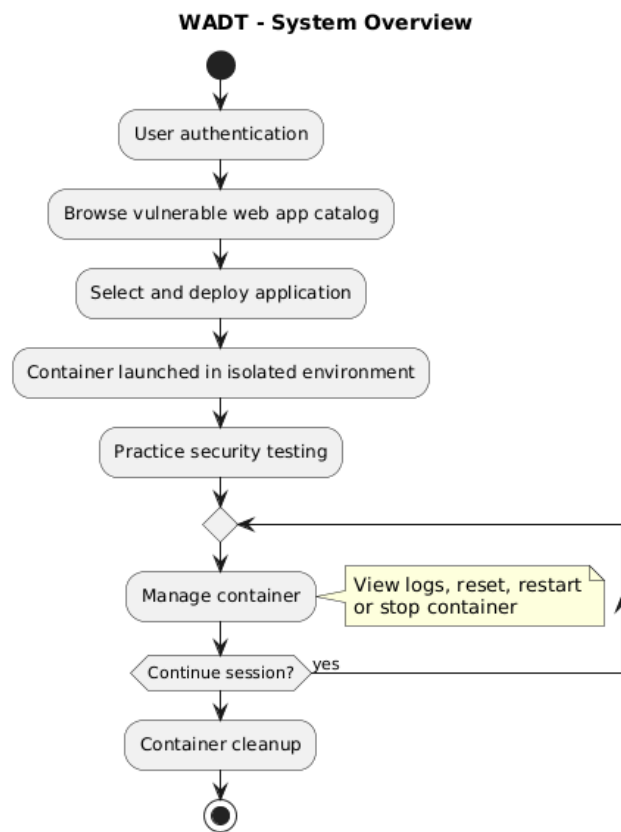 WADT - System Overview
User authentication
Browse vulnerable web app catalog
Select and deploy application
Container launched in isolated environment
Practice security testing
Manage container
View logs, reset, restart
or stop container
Continue session?
yes
Container cleanup